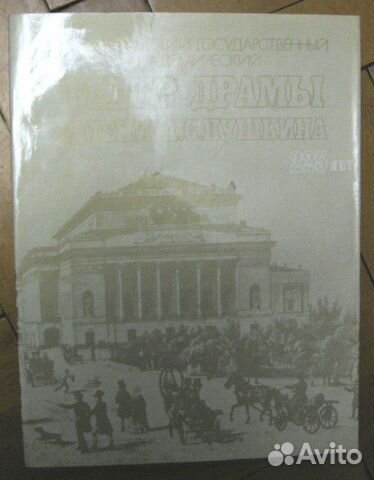 ГОСУДАРСТВЕННЫЙ
АКАДЕМИЧЕСКИЙ
ТЕАТР ДРАМЫ
ИМЕНИ А.С.ПУШКИНА
225 ЛЕТ
Avito